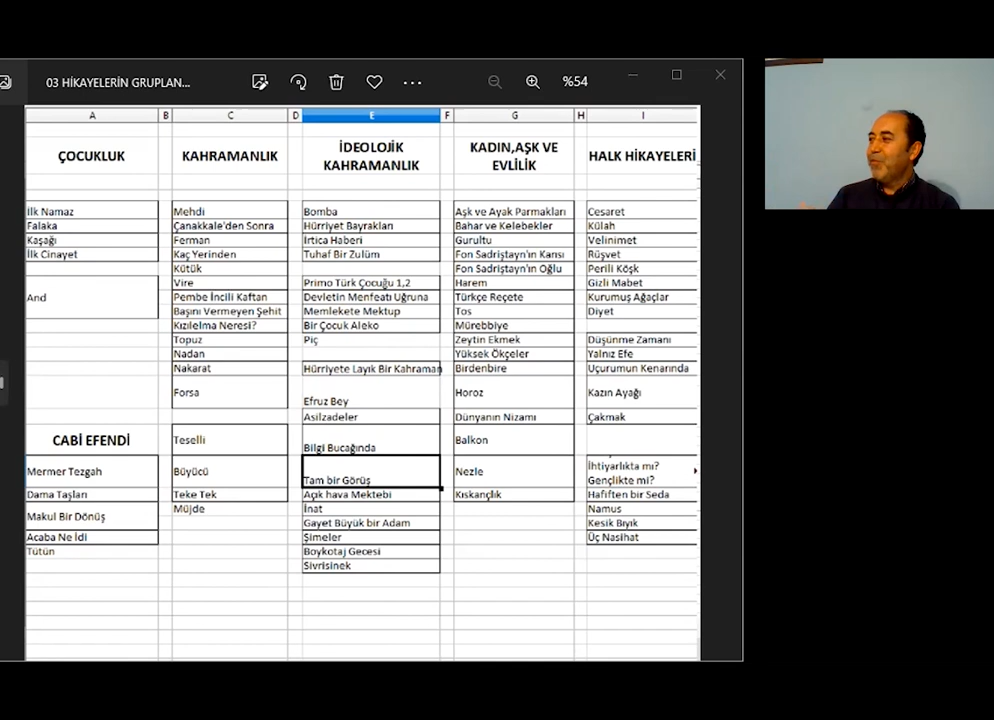 03 HİKAYELERİN GRUPLAN...
%54
A B C D E F G H I
ÇOCUKLUK
İlk Namaz
Falaka
Kaşağı
İlk Cinayet
And
CABİ EFENDİ
Mermer Tezgah
Dama Taşları
Makul Bir Dönüş
Acaba Ne İdi
Tütün
KAHRAMANLIK
Mehdi
Çanakkale'den Sonra
Ferman
Kaç Yerinden
Kütük
Vire
Pembe İncili Kaftan
Başını Vermeyen Şehit
Kızılelma Neresi?
Topuz
Nadan
Nakarat
Forsa
Teselli
Büyücü
Teke Tek
Müjde
İDEOLOJİK
KAHRAMANLIK
Bomba
Hürriyet Bayrakları
İrtica Haberi
Tuhaf Bir Zulüm
Primo Türk Çocuğu 1,2
Devletin Menfeatı Uğruna
Memlekete Mektup
Bir Çocuk Aleko
Piç
Hürriyete Layık Bir Kahraman
Efruz Bey
Asilzadeler
Bilgi Bucağında
Tam bir Görüş
Açık hava Mektebi
İnat
Gayet Büyük bir Adam
Şimeler
Boykotaj Gecesi
Sivrisinek
KADIN,AŞK VE
EVLİLİK
Aşk ve Ayak Parmakları
Bahar ve Kelebekler
Gurultu
Fon Sadriştayn'ın Karısı
Fon Sadriştayn'ın Oğlu
Harem
Türkçe Reçete
Tos
Mürebbiye
Zeytin Ekmek
Yüksek Ökçeler
Birdenbire
Horoz
Dünyanın Nizamı
Balkon
Nezle
Kıskançlık
HALK HİKAYELERİ
Cesaret
Külah
Velinimet
Rüşvet
Perili Köşk
Gizli Mabet
Kurumuş Ağaçlar
Diyet
Düşünme Zamanı
Yalnız Efe
Uçurumun Kenarında
Kazın Ayağı
Çakmak
İhtiyarlıkta mı?
Gençlikte mi?
Hafiften bir Seda
Namus
Kesik Bıyık
Üç Nasihat